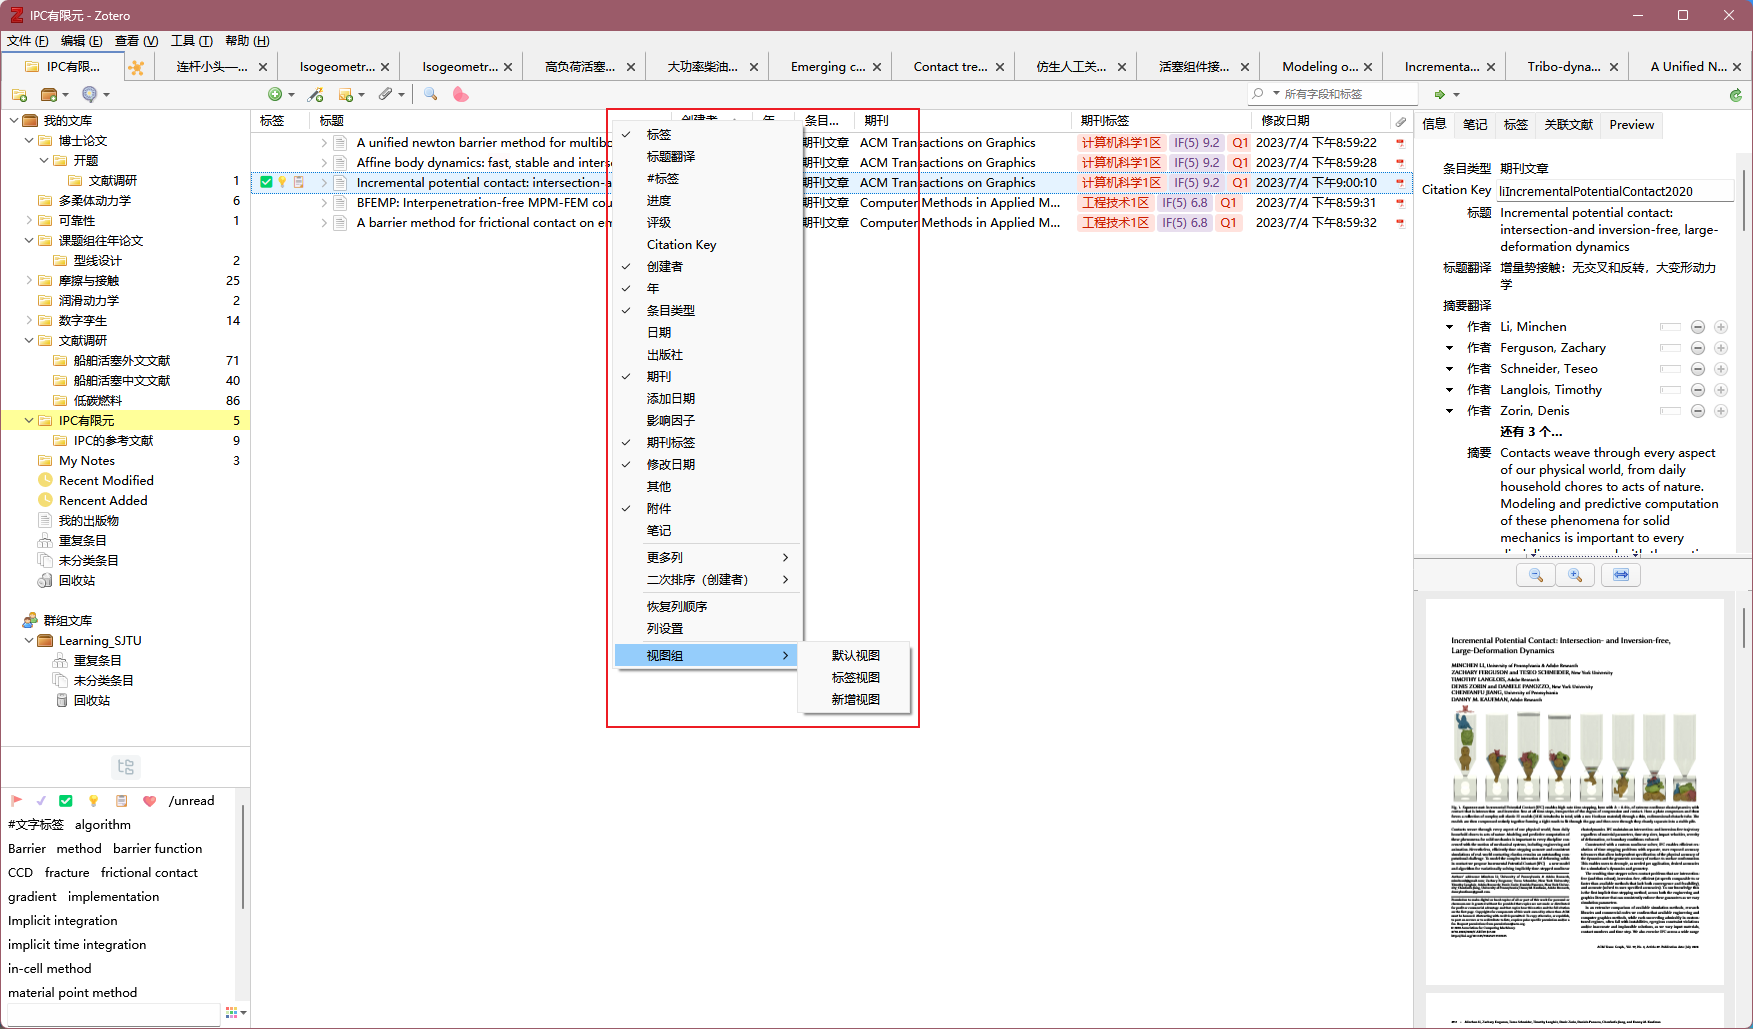 IPC有限元 - Zotero
文件 (F) 编辑 (E) 查看 (V) 工具 (T) 帮助 (H)
IPC有限... 连杆小头—... Isogeometr... Isogeometr... 高负荷活塞... 大功率柴油... Emerging c... Contact tre... 仿生人工关... 活塞组件接... Modeling o... Incrementa... Tribo-dyna... A Unified N...
所有字段和标签
我的文库
博士论文
开题
文献调研 1
多柔体动力学 6
可靠性 1
课题组往年论文
型线设计 2
摩擦与接触 25
润滑动力学 2
数字孪生 14
文献调研
船舶活塞外文文献 71
船舶活塞中文文献 40
低碳燃料 86
IPC有限元 5
IPC的参考文献 9
My Notes 3
Recent Modified
Rencent Added
我的出版物
重复条目
未分类条目
回收站
群组文库
Learning_SJTU
重复条目
未分类条目
回收站
/unread
#文字标签 algorithm
Barrier method barrier function
CCD fracture frictional contact
gradient implementation
Implicit integration
implicit time integration
in-cell method
material point method
标签 标题 条目... 期刊 期刊标签 修改日期
A unified newton barrier method for multibo 期刊文章 ACM Transactions on Graphics 计算机科学1区 IF(5) 9.2 Q1 2023/7/4 下午8:59:22
Affine body dynamics: fast, stable and inters 期刊文章 ACM Transactions on Graphics 计算机科学1区 IF(5) 9.2 Q1 2023/7/4 下午8:59:28
Incremental potential contact: intersection-a 期刊文章 ACM Transactions on Graphics 计算机科学1区 IF(5) 9.2 Q1 2023/7/4 下午9:00:10
BFEMP: Interpenetration-free MPM-FEM cou 期刊文章 Computer Methods in Applied M... 工程技术1区 IF(5) 6.8 Q1 2023/7/4 下午8:59:31
A barrier method for frictional contact on em 期刊文章 Computer Methods in Applied M... 工程技术1区 IF(5) 6.8 Q1 2023/7/4 下午8:59:32
标签
标题翻译
#标签
进度
评级
Citation Key
创建者
年
条目类型
日期
出版社
期刊
添加日期
影响因子
期刊标签
修改日期
其他
附件
笔记
更多列
二次排序（创建者）
恢复列顺序
列设置
视图组
默认视图
标签视图
新增视图
信息 笔记 标签 关联文献 Preview
条目类型 期刊文章
Citation Key liIncrementalPotentialContact2020
标题 Incremental potential contact:
intersection-and inversion-free, large-
deformation dynamics
标题翻译 增量势接触：无交叉和反转，大变形动力
学
摘要翻译
作者 Li, Minchen
作者 Ferguson, Zachary
作者 Schneider, Teseo
作者 Langlois, Timothy
作者 Zorin, Denis
还有 3 个...
摘要 Contacts weave through every aspect
of our physical world, from daily
household chores to acts of nature.
Modeling and predictive computation
of these phenomena for solid
mechanics is important to every
Incremental Potential Contact: Intersection- and Inversion-free,
Large-Deformation Dynamics
MINCHEN LI, University of Pennsylvania & Adobe Research
ZACHARY FERGUSON and TESEO SCHNEIDER, New York University
TIMOTHY LANGLOIS, Adobe Research
DENIS ZORIN and DANIELE PANOZZO, New York University
CHENFANFU JIANG, University of Pennsylvania
DANNY M. KAUFMAN, Adobe Research